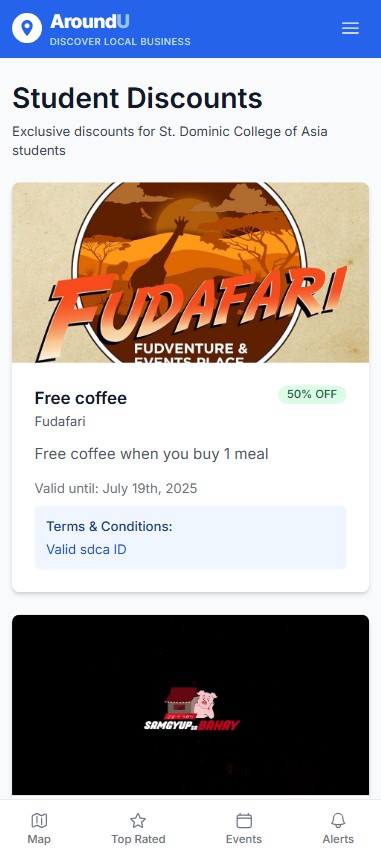 AroundU
DISCOVER LOCAL BUSINESS
Student Discounts
Exclusive discounts for St. Dominic College of Asia
students
FUDAFARI
FUDVENTURE &
EVENTS PLACE
Free coffee
50% OFF
Fudafari
Free coffee when you buy 1 meal
Valid until: July 19th, 2025
Terms & Conditions:
Valid sdca ID
SAMGYUP sa BAHAY
Map
Top Rated
Events
Alerts